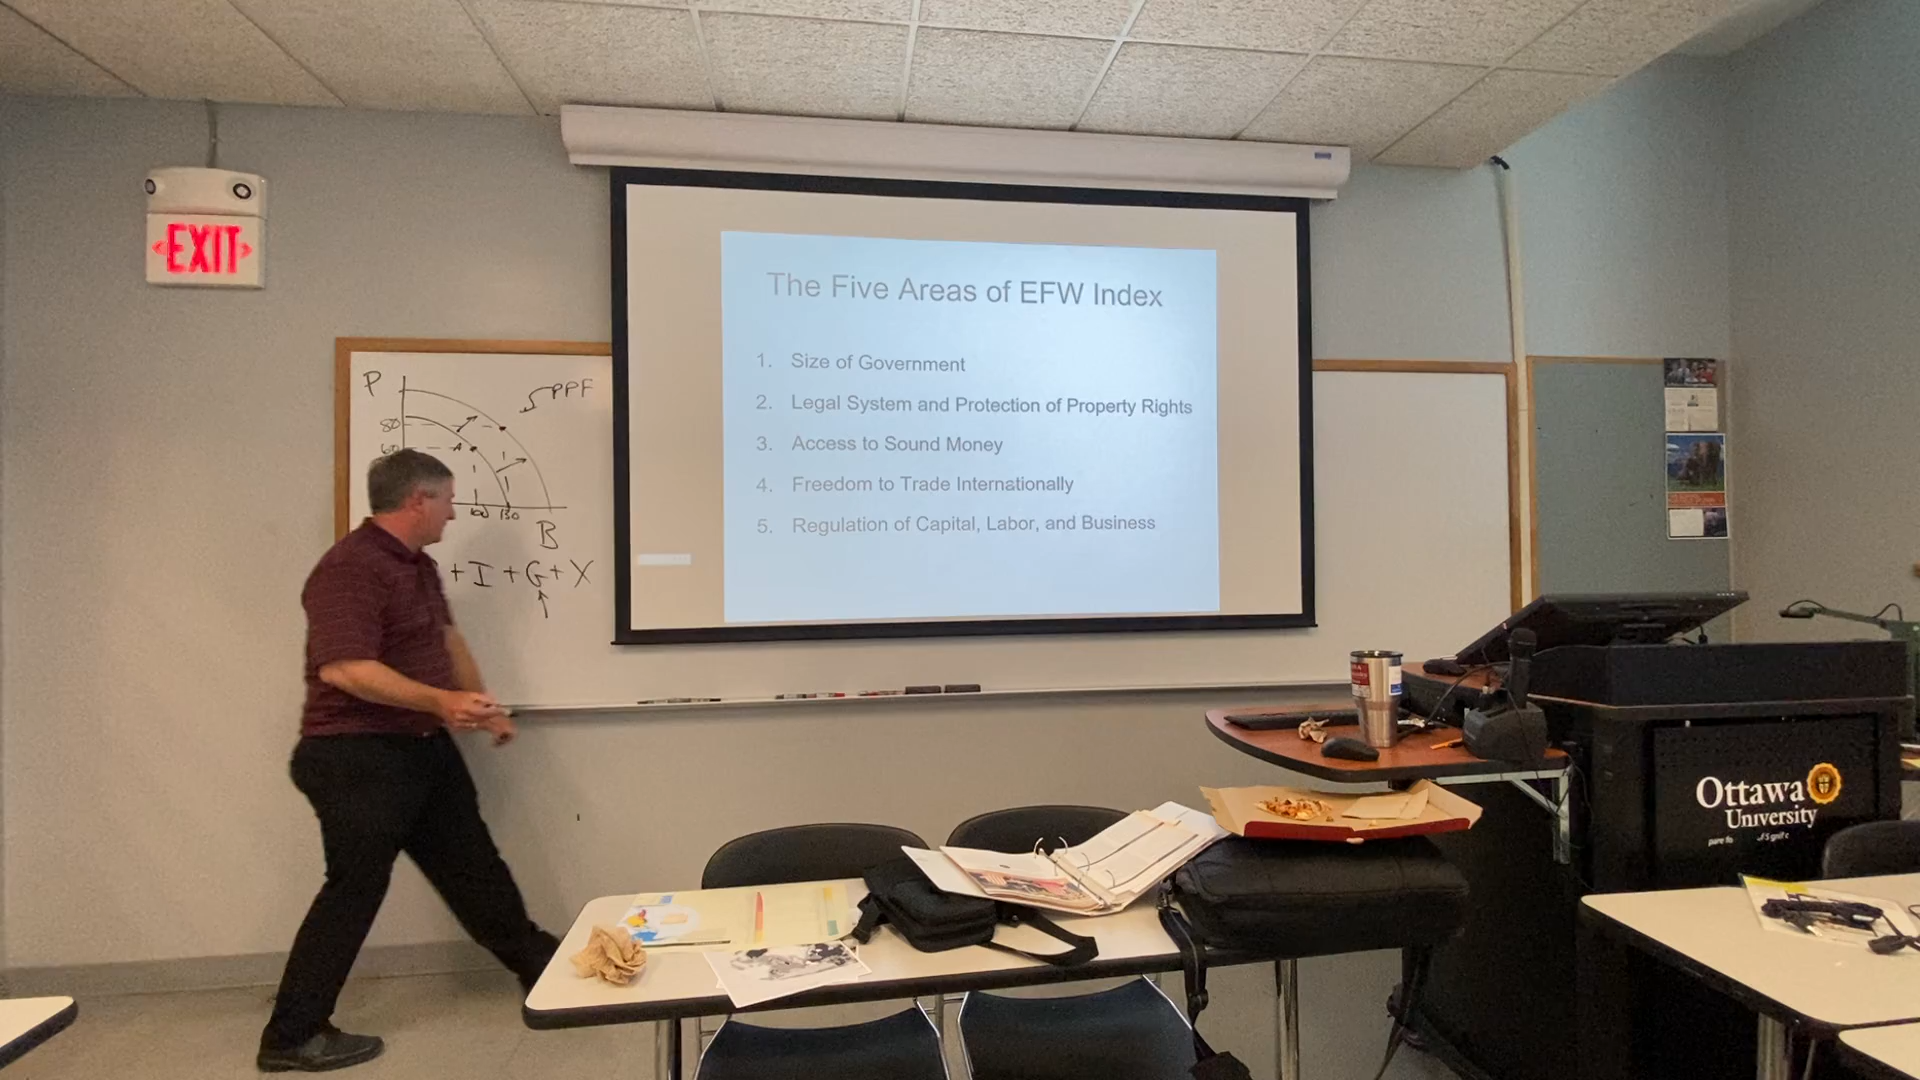 EXIT
The Five Areas of EFW Index
1. Size of Government
2. Legal System and Protection of Property Rights
3. Access to Sound Money
4. Freedom to Trade Internationally
5. Regulation of Capital, Labor, and Business
P
PPF
80
60
100 130
B
+ I + G + X
Ottawa
University